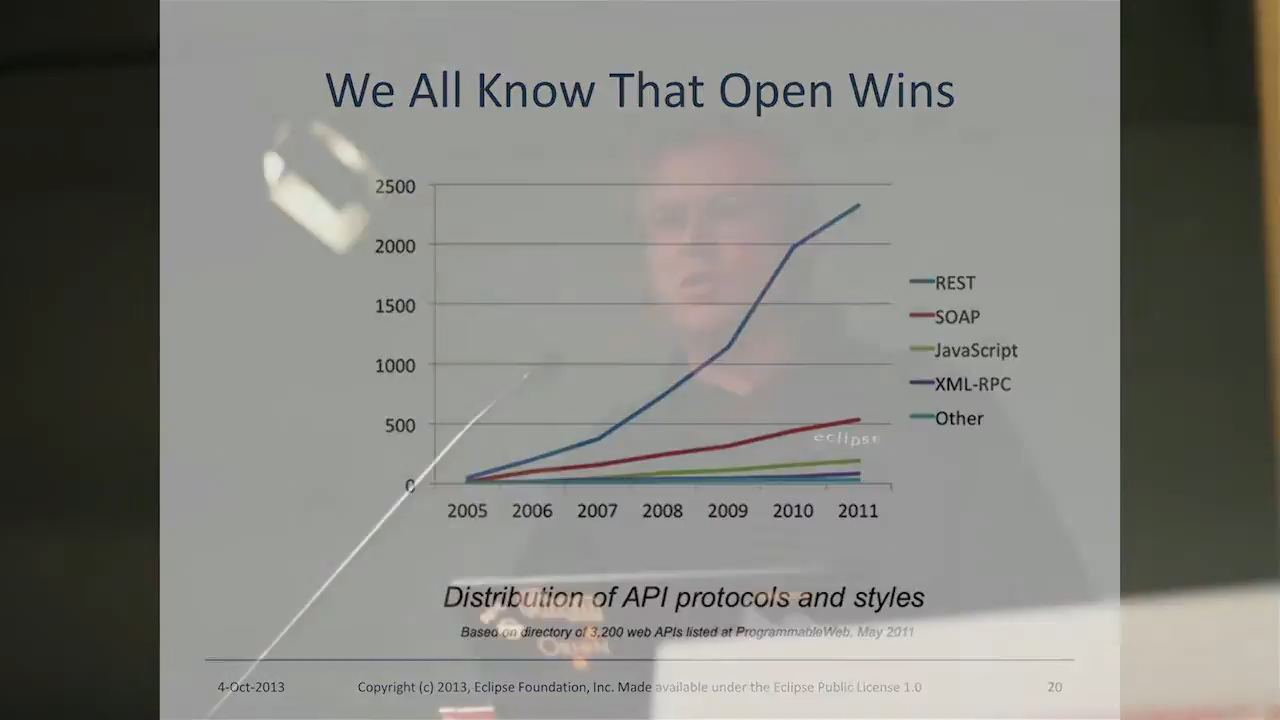 We All Know That Open Wins
2500
2000
1500
1000
500
0
2005 2006 2007 2008 2009 2010 2011
REST
SOAP
JavaScript
XML-RPC
Other
eclipse
Distribution of API protocols and styles
Based on directory of 3,200 web APIs listed at ProgrammableWeb, May 2011
4-Oct-2013 Copyright (c) 2013, Eclipse Foundation, Inc. Made available under the Eclipse Public License 1.0 20